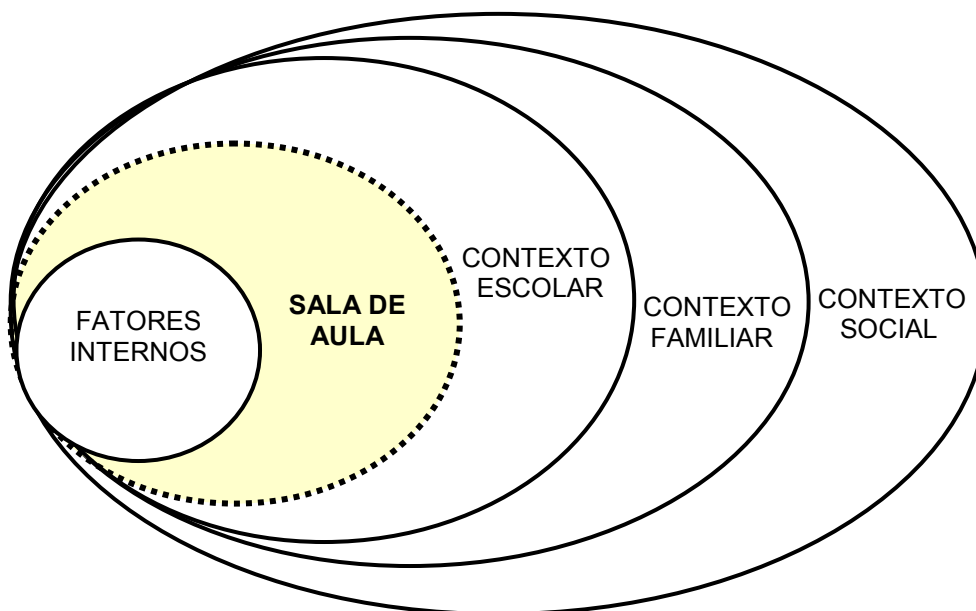 FATORES
INTERNOS
SALA DE
AULA
CONTEXTO
ESCOLAR
CONTEXTO
FAMILIAR
CONTEXTO
SOCIAL